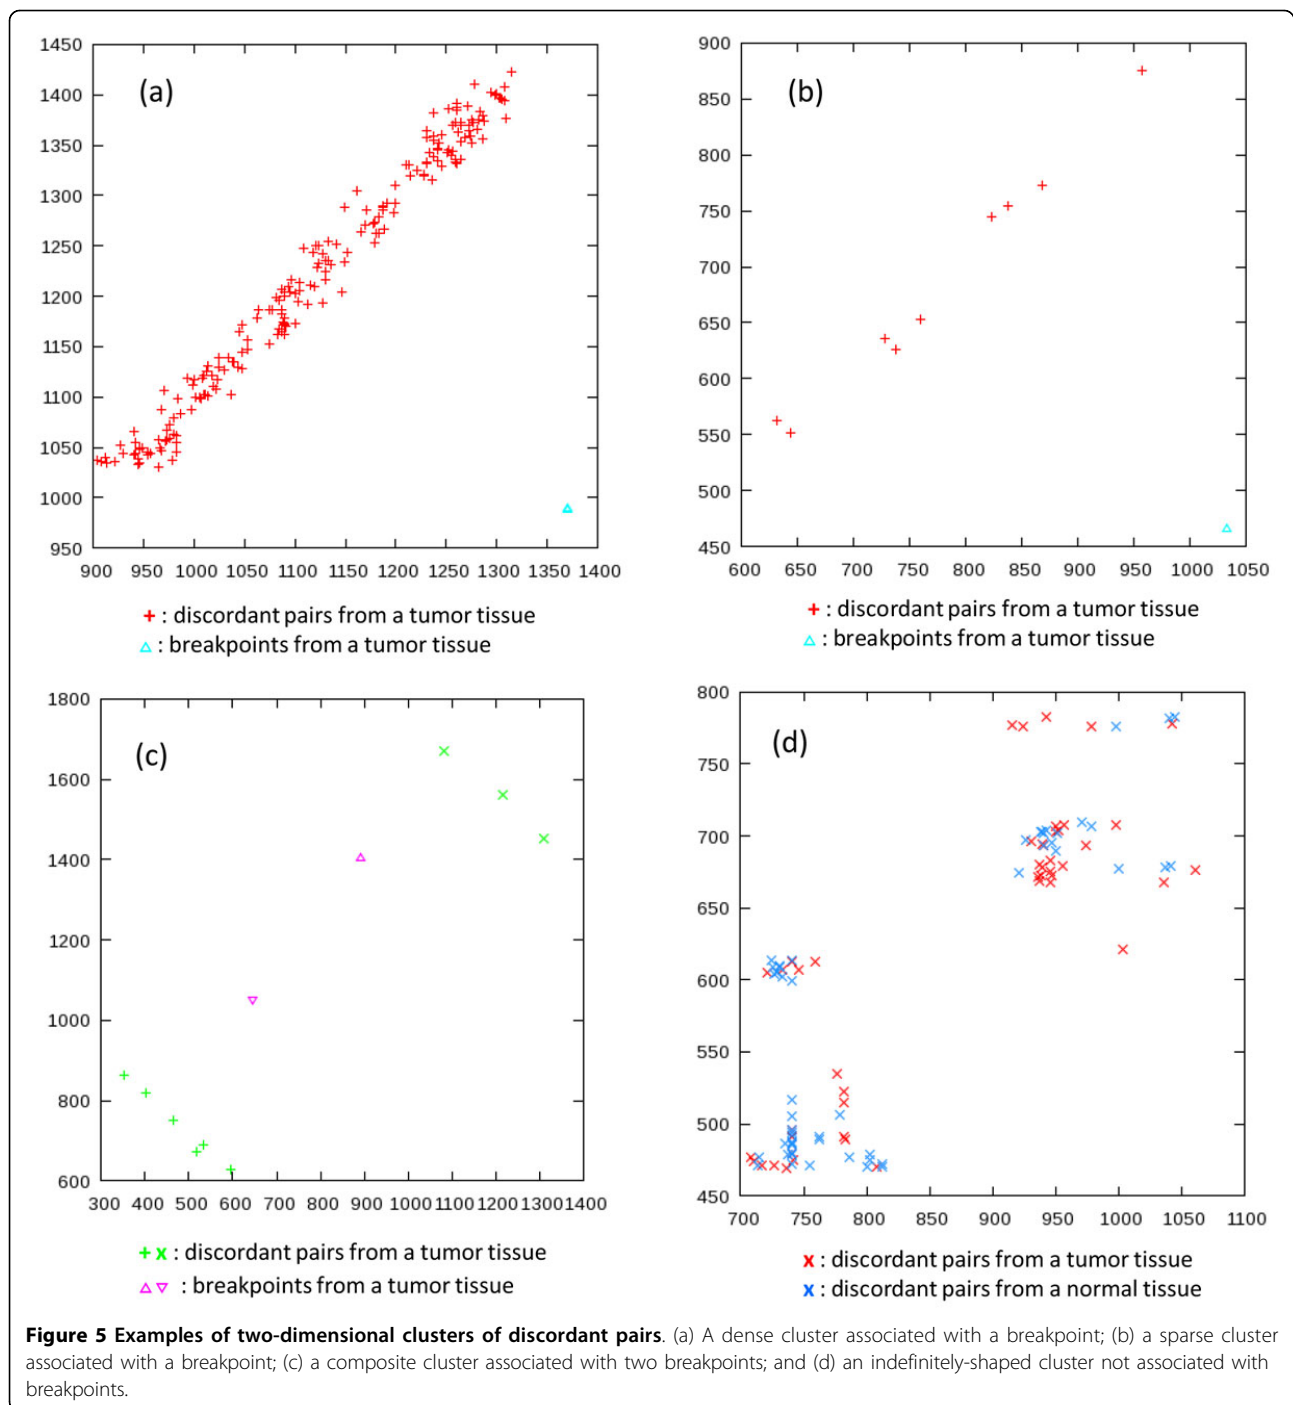 1450
1400
1350
1300
1250
1200
1150
1100
1050
1000
950
(a)
900 950 1000 1050 1100 1150 1200 1250 1300 1350 1400
+ : discordant pairs from a tumor tissue
△ : breakpoints from a tumor tissue
900
850
800
750
700
650
600
550
500
450
(b)
600 650 700 750 800 850 900 950 1000 1050
+ : discordant pairs from a tumor tissue
△ : breakpoints from a tumor tissue
1800
1600
1400
1200
1000
800
600
(c)
300 400 500 600 700 800 900 1000 1100 1200 1300 1400
+ x : discordant pairs from a tumor tissue
△ ▽ : breakpoints from a tumor tissue
800
750
700
650
600
550
500
450
(d)
700 750 800 850 900 950 1000 1050 1100
x : discordant pairs from a tumor tissue
x : discordant pairs from a normal tissue
Figure 5 Examples of two-dimensional clusters of discordant pairs. (a) A dense cluster associated with a breakpoint; (b) a sparse cluster
associated with a breakpoint; (c) a composite cluster associated with two breakpoints; and (d) an indefinitely-shaped cluster not associated with
breakpoints.